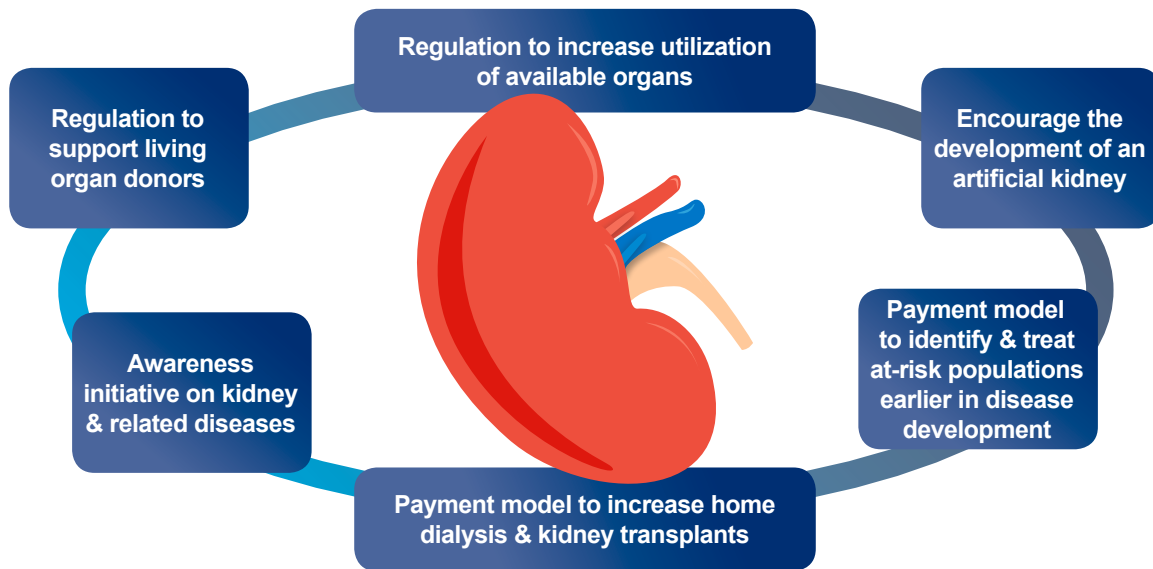 Regulation to increase utilization
of available organs
Regulation to
support living
organ donors
Encourage the
development of an
artificial kidney
Awareness
initiative on kidney
& related diseases
Payment model
to identify & treat
at-risk populations
earlier in disease
development
Payment model to increase home
dialysis & kidney transplants